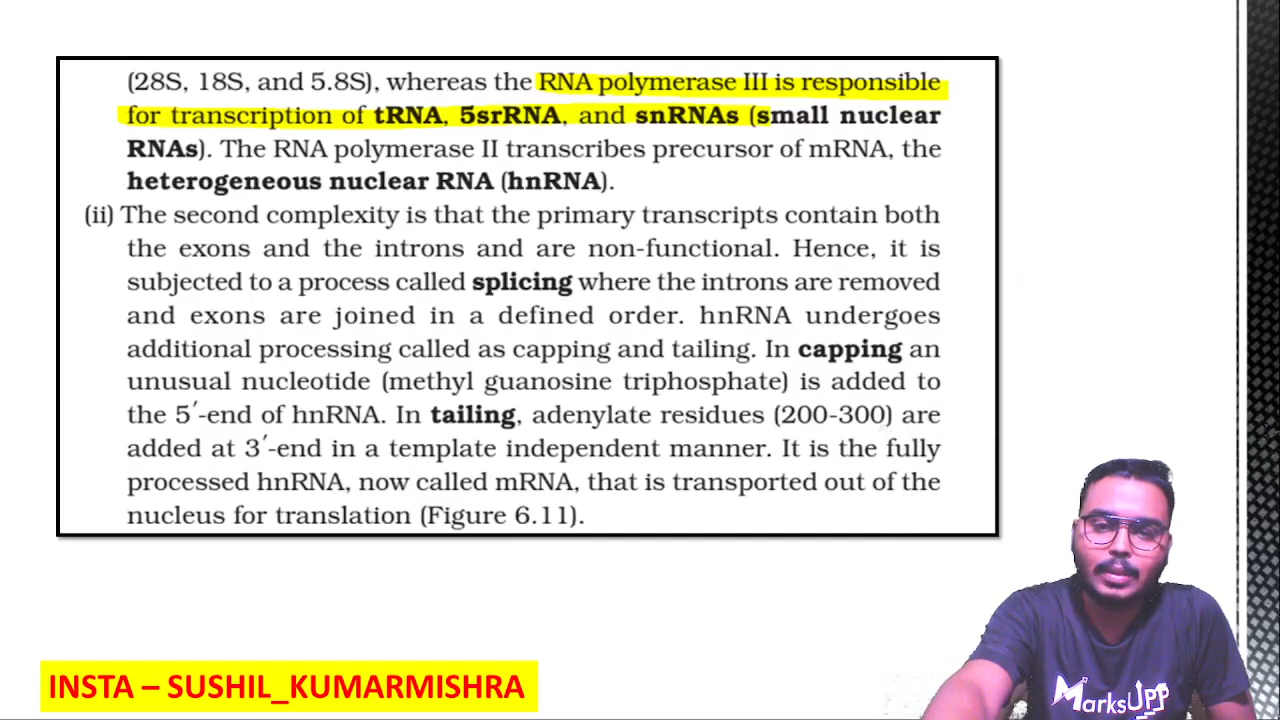 (28S, 18S, and 5.8S), whereas the RNA polymerase III is responsible
for transcription of tRNA, 5srRNA, and snRNAs (small nuclear
RNAs). The RNA polymerase II transcribes precursor of mRNA, the
heterogeneous nuclear RNA (hnRNA).
(ii) The second complexity is that the primary transcripts contain both
the exons and the introns and are non-functional. Hence, it is
subjected to a process called splicing where the introns are removed
and exons are joined in a defined order. hnRNA undergoes
additional processing called as capping and tailing. In capping an
unusual nucleotide (methyl guanosine triphosphate) is added to
the 5′-end of hnRNA. In tailing, adenylate residues (200-300) are
added at 3′-end in a template independent manner. It is the fully
processed hnRNA, now called mRNA, that is transported out of the
nucleus for translation (Figure 6.11).
INSTA – SUSHIL_KUMARMISHRA
MarksUPP